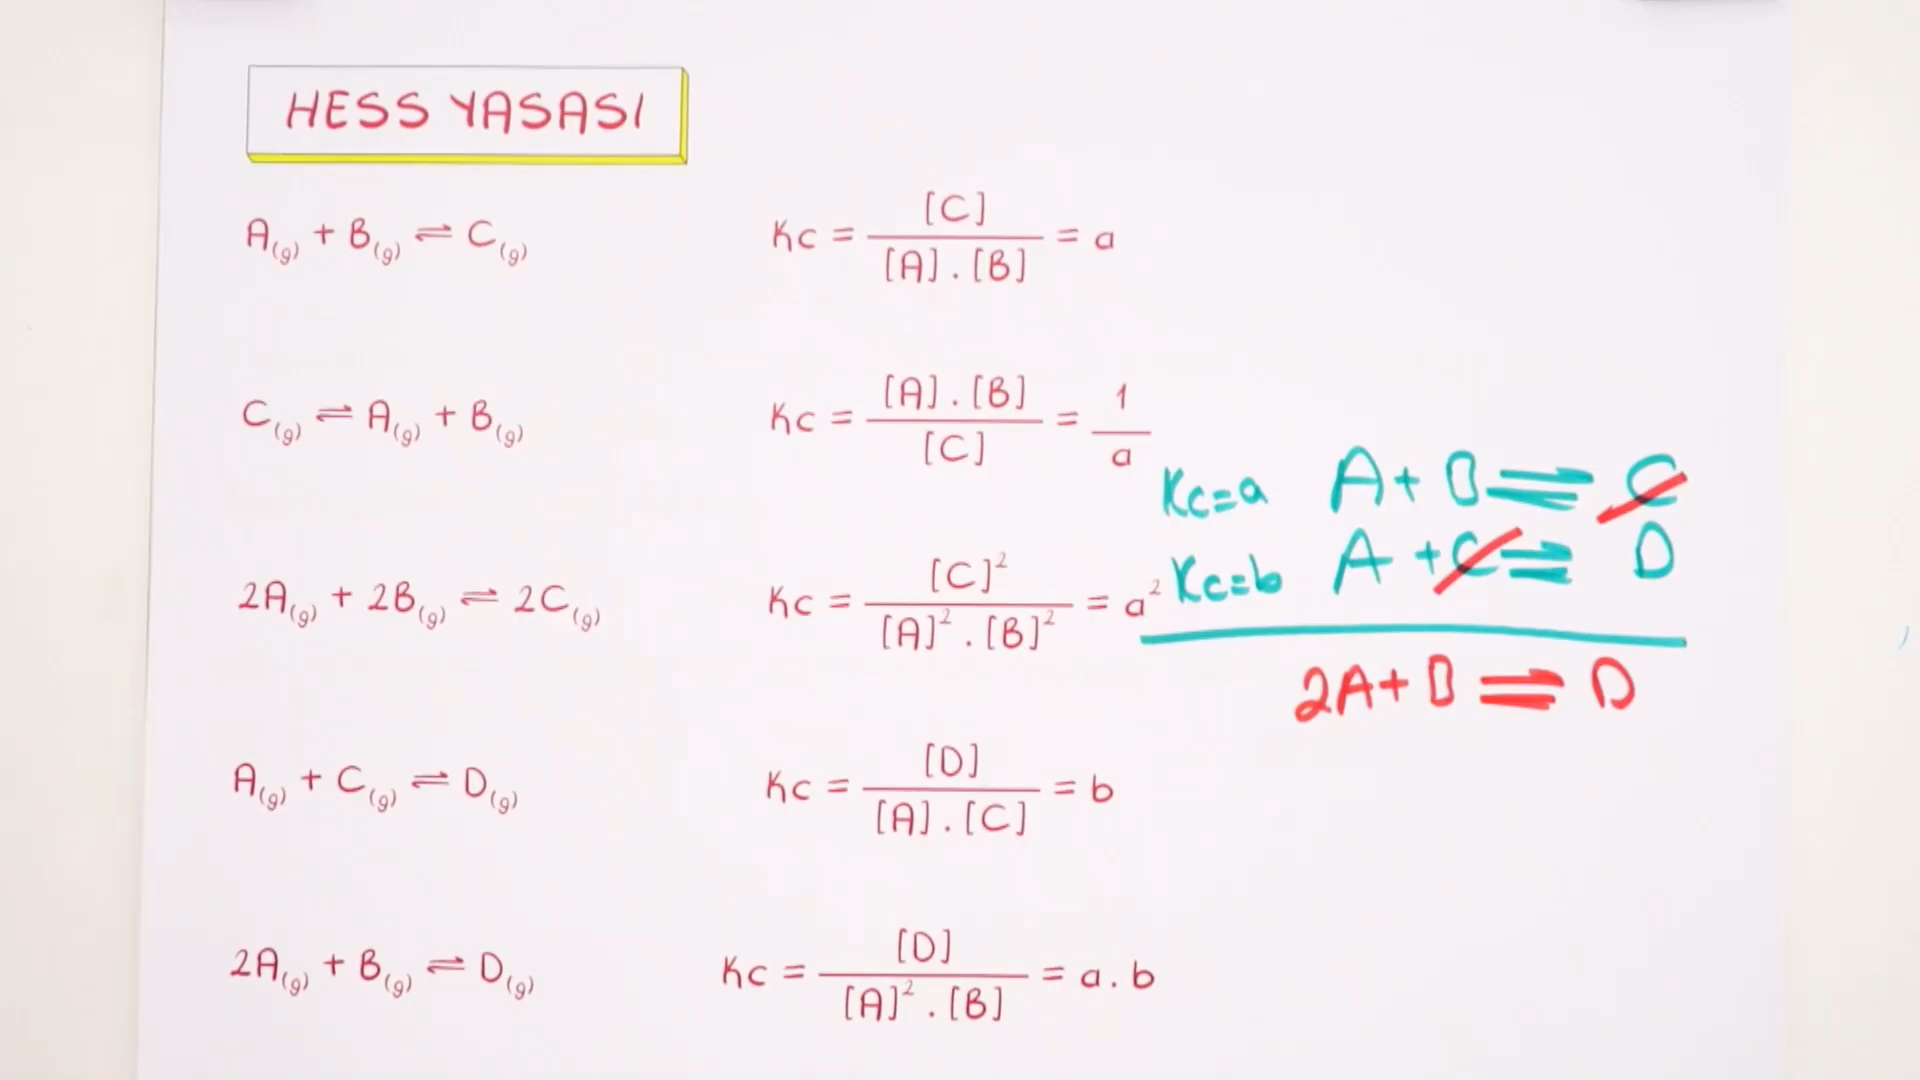 HESS YASASI
A(g) + B(g) ⇌ C(g)
Kc = [C] / [A] . [B] = a
C(g) ⇌ A(g) + B(g)
Kc = [A] . [B] / [C] = 1 / a
2A(g) + 2B(g) ⇌ 2C(g)
Kc = [C]² / [A]² . [B]² = a²
A(g) + C(g) ⇌ D(g)
Kc = [D] / [A] . [C] = b
2A(g) + B(g) ⇌ D(g)
Kc = [D] / [A]² . [B] = a . b
Kc=a A+ B ⇌ C
Kc=b A + C ⇌ D
2A+ B ⇌ D